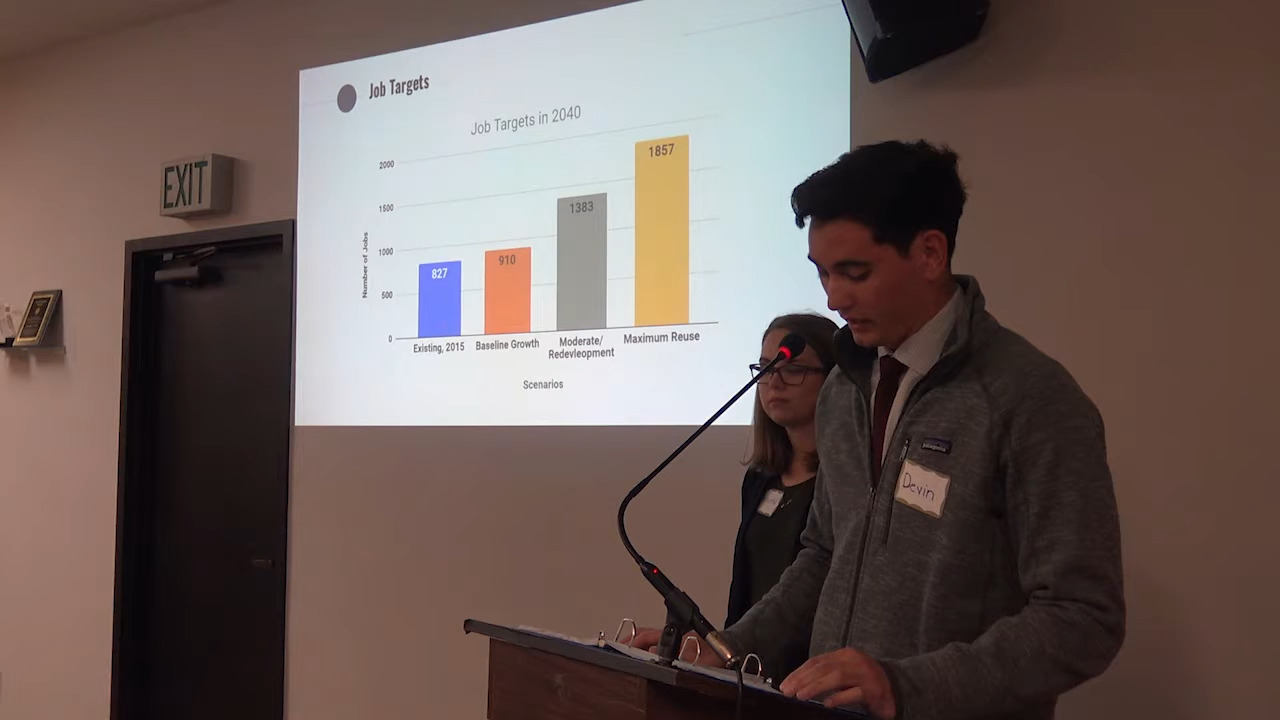 Job Targets
Job Targets in 2040
2000
1500
1000
500
0
Number of Jobs
827
910
1383
1857
Existing, 2015
Baseline Growth
Moderate/
Redevleopment
Maximum Reuse
Scenarios
EXIT
patagonia
Devin